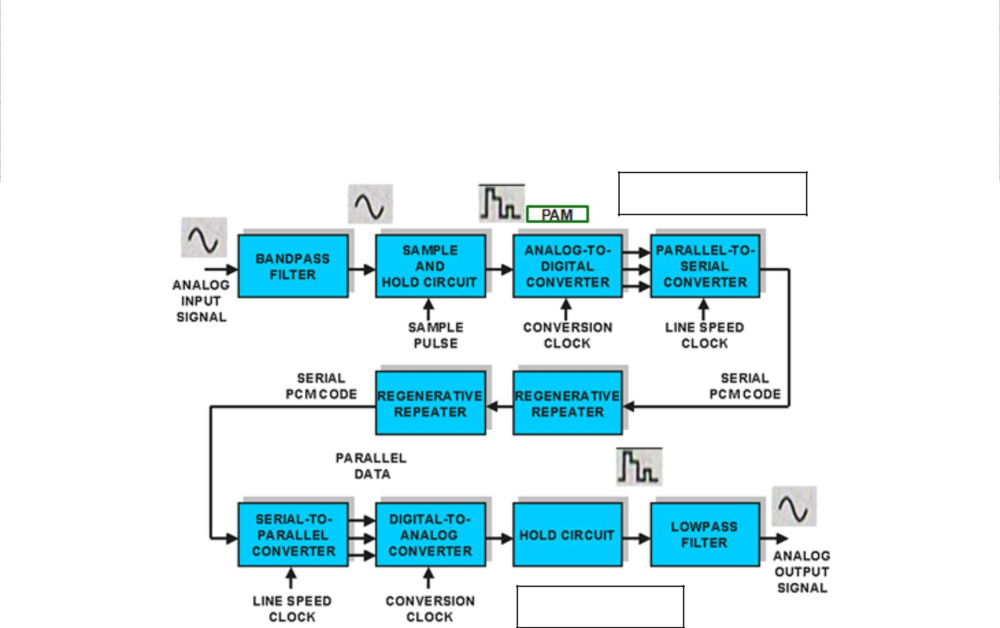 PAM
BANDPASS
FILTER
SAMPLE
AND
HOLD CIRCUIT
ANALOG-TO-
DIGITAL
CONVERTER
PARALLEL-TO-
SERIAL
CONVERTER
ANALOG
INPUT
SIGNAL
SAMPLE
PULSE
CONVERSION
CLOCK
LINE SPEED
CLOCK
SERIAL
PCM CODE
REGENERATIVE
REPEATER
REGENERATIVE
REPEATER
SERIAL
PCM CODE
PARALLEL
DATA
SERIAL-TO-
PARALLEL
CONVERTER
DIGITAL-TO-
ANALOG
CONVERTER
HOLD CIRCUIT
LOWPASS
FILTER
ANALOG
OUTPUT
SIGNAL
LINE SPEED
CLOCK
CONVERSION
CLOCK